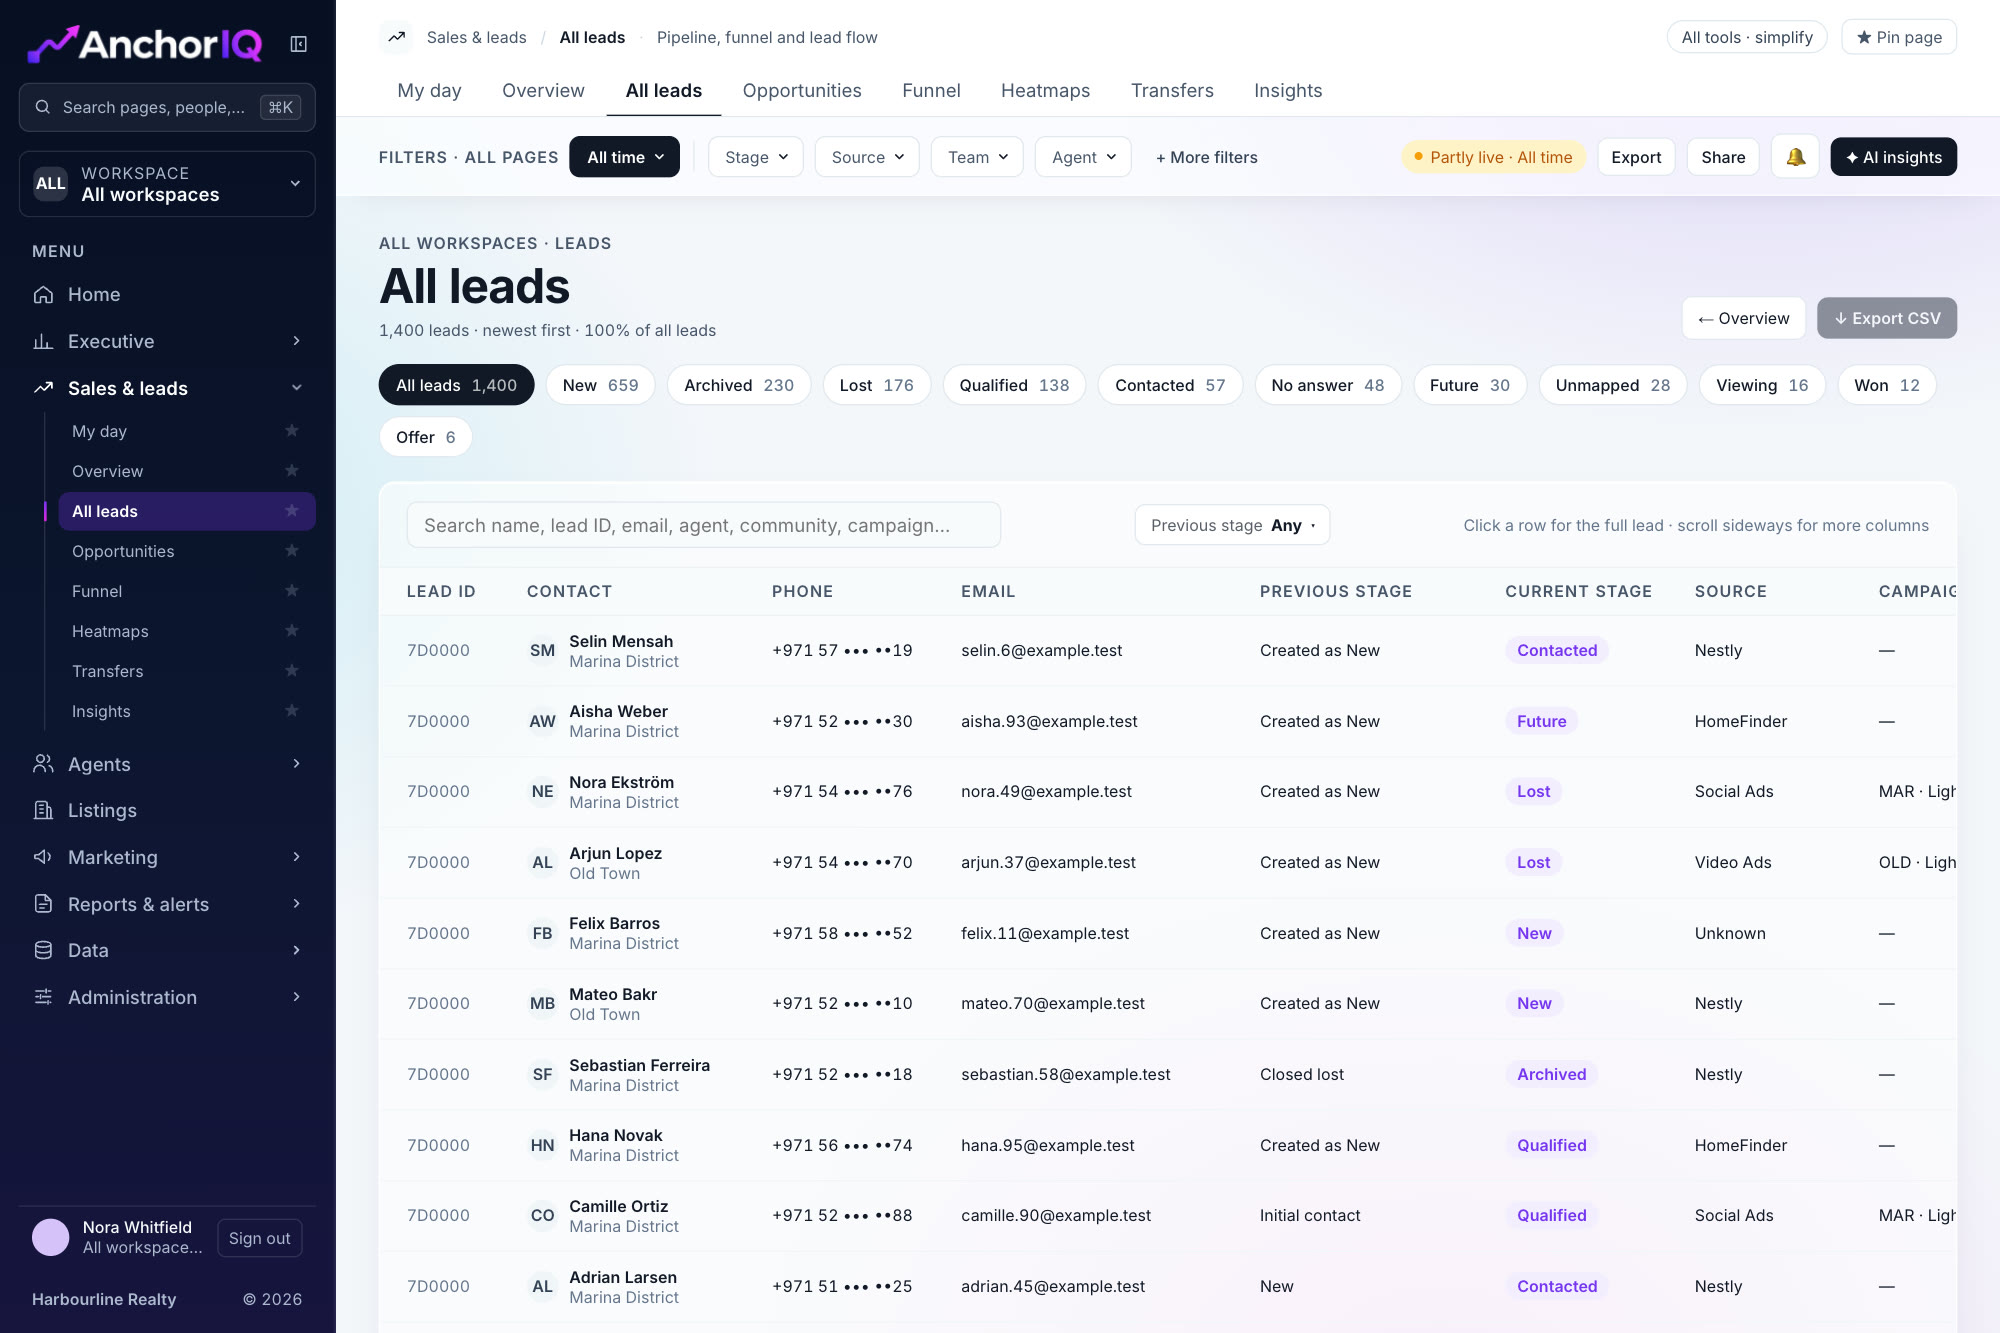 AnchorIQ
Search pages, people,... ⌘K
ALL
WORKSPACE
All workspaces
MENU
Home
Executive
Sales & leads
My day
Overview
All leads
Opportunities
Funnel
Heatmaps
Transfers
Insights
Agents
Listings
Marketing
Reports & alerts
Data
Administration
Nora Whitfield
All workspace...
Sign out
Harbourline Realty © 2026
Sales & leads / All leads · Pipeline, funnel and lead flow
All tools · simplify ★ Pin page
My day Overview All leads Opportunities Funnel Heatmaps Transfers Insights
FILTERS · ALL PAGES All time Stage Source Team Agent + More filters
Partly live · All time Export Share ✦ AI insights
ALL WORKSPACES · LEADS
All leads
1,400 leads · newest first · 100% of all leads
← Overview ↓ Export CSV
All leads 1,400 New 659 Archived 230 Lost 176 Qualified 138 Contacted 57 No answer 48 Future 30 Unmapped 28 Viewing 16 Won 12
Offer 6
Search name, lead ID, email, agent, community, campaign...
Previous stage Any
Click a row for the full lead · scroll sideways for more columns
LEAD ID CONTACT PHONE EMAIL PREVIOUS STAGE CURRENT STAGE SOURCE CAMPAIG
7D0000 SM Selin Mensah +971 57 ••• ••19 selin.6@example.test Created as New Contacted Nestly —
Marina District
7D0000 AW Aisha Weber +971 52 ••• ••30 aisha.93@example.test Created as New Future HomeFinder —
Marina District
7D0000 NE Nora Ekström +971 54 ••• ••76 nora.49@example.test Created as New Lost Social Ads MAR · Ligh
Marina District
7D0000 AL Arjun Lopez +971 54 ••• ••70 arjun.37@example.test Created as New Lost Video Ads OLD · Ligh
Old Town
7D0000 FB Felix Barros +971 58 ••• ••52 felix.11@example.test Created as New New Unknown —
Marina District
7D0000 MB Mateo Bakr +971 52 ••• ••10 mateo.70@example.test Created as New New Nestly —
Old Town
7D0000 SF Sebastian Ferreira +971 52 ••• ••18 sebastian.58@example.test Closed lost Archived Nestly —
Marina District
7D0000 HN Hana Novak +971 56 ••• ••74 hana.95@example.test Created as New Qualified HomeFinder —
Marina District
7D0000 CO Camille Ortiz +971 52 ••• ••88 camille.90@example.test Initial contact Qualified Social Ads MAR · Ligh
Marina District
7D0000 AL Adrian Larsen +971 51 ••• ••25 adrian.45@example.test New Contacted Nestly —
Marina District